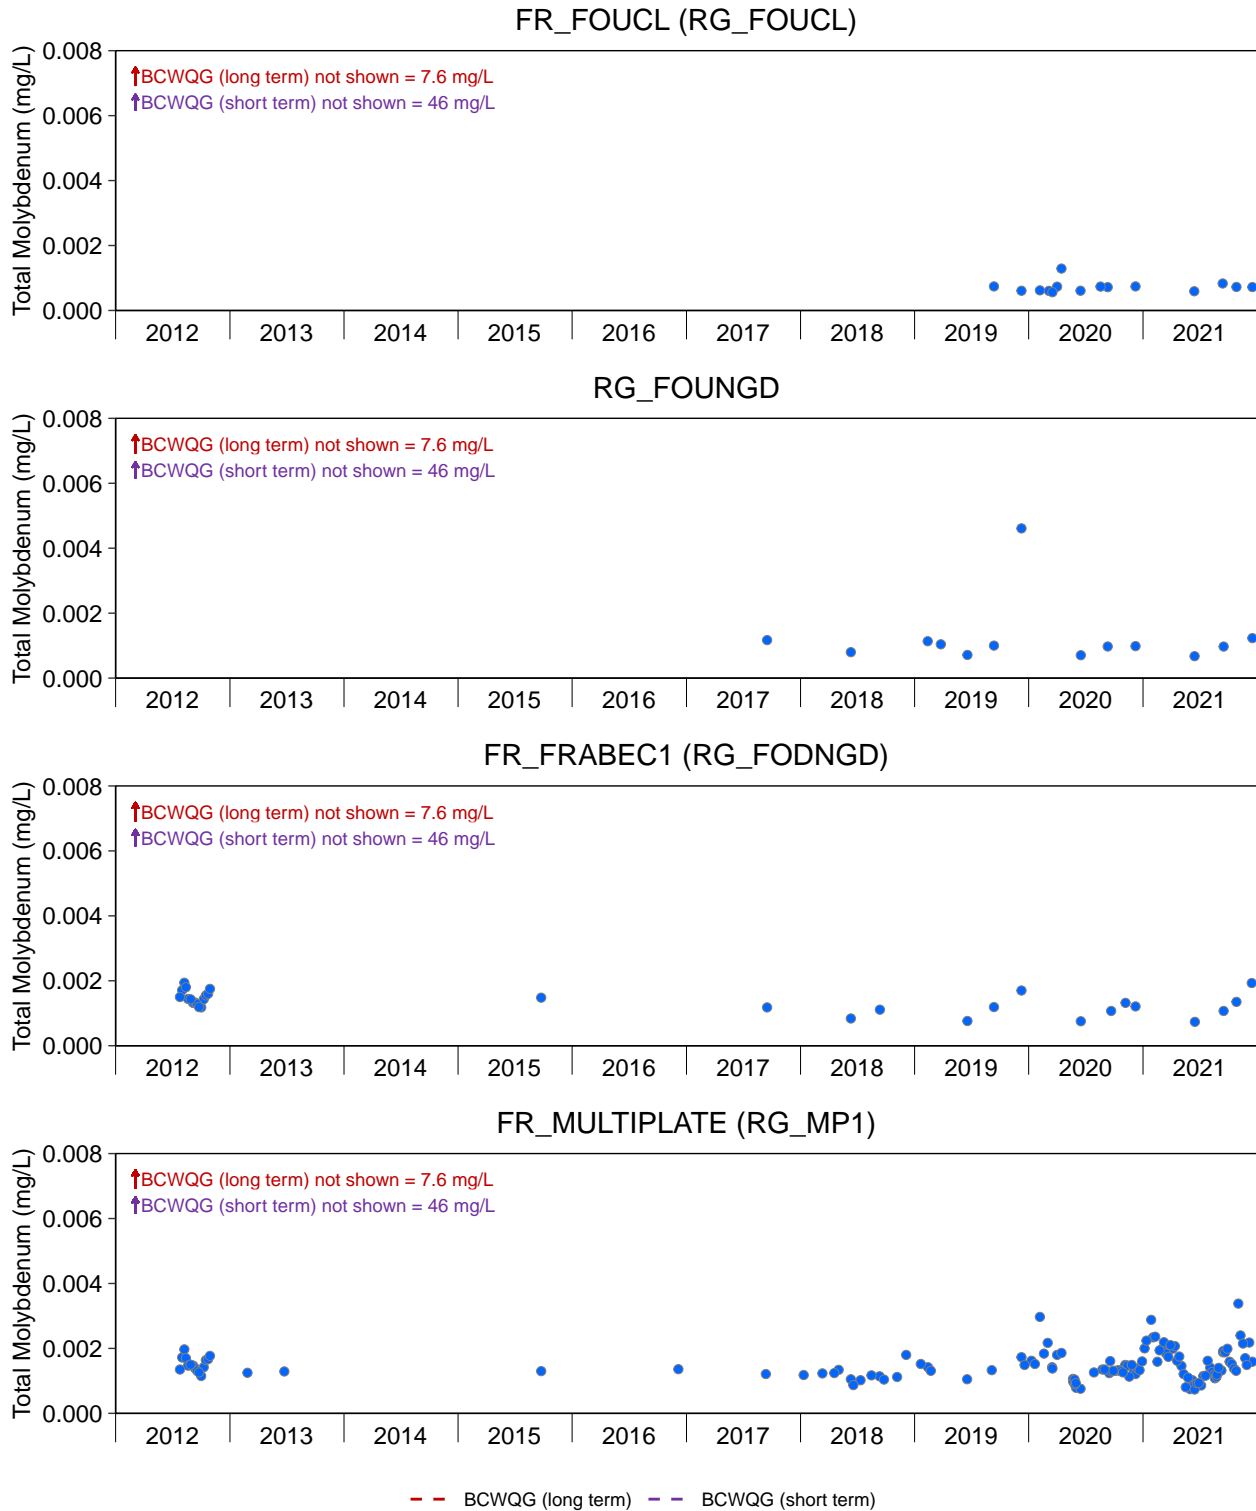 FR_FOUCL (RG_FOUCL)
Total Molybdenum (mg/L)
0.008
0.006
0.004
0.002
0.000
BCWQG (long term) not shown = 7.6 mg/L
BCWQG (short term) not shown = 46 mg/L
2012 2013 2014 2015 2016 2017 2018 2019 2020 2021
RG_FOUNGD
Total Molybdenum (mg/L)
0.008
0.006
0.004
0.002
0.000
BCWQG (long term) not shown = 7.6 mg/L
BCWQG (short term) not shown = 46 mg/L
2012 2013 2014 2015 2016 2017 2018 2019 2020 2021
FR_FRABEC1 (RG_FODNGD)
Total Molybdenum (mg/L)
0.008
0.006
0.004
0.002
0.000
BCWQG (long term) not shown = 7.6 mg/L
BCWQG (short term) not shown = 46 mg/L
2012 2013 2014 2015 2016 2017 2018 2019 2020 2021
FR_MULTIPLATE (RG_MP1)
Total Molybdenum (mg/L)
0.008
0.006
0.004
0.002
0.000
BCWQG (long term) not shown = 7.6 mg/L
BCWQG (short term) not shown = 46 mg/L
2012 2013 2014 2015 2016 2017 2018 2019 2020 2021
BCWQG (long term) BCWQG (short term)